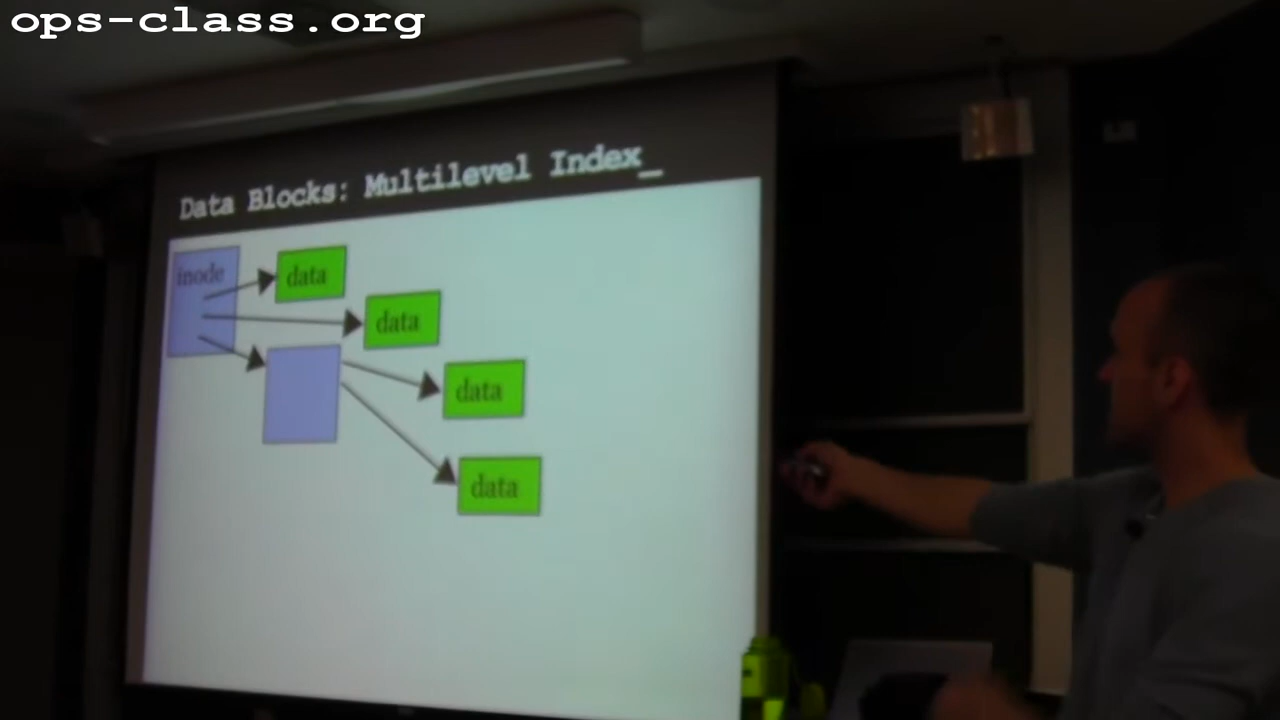 ops-class.org
Data Blocks: Multilevel Index_
inode
data
data
data
data